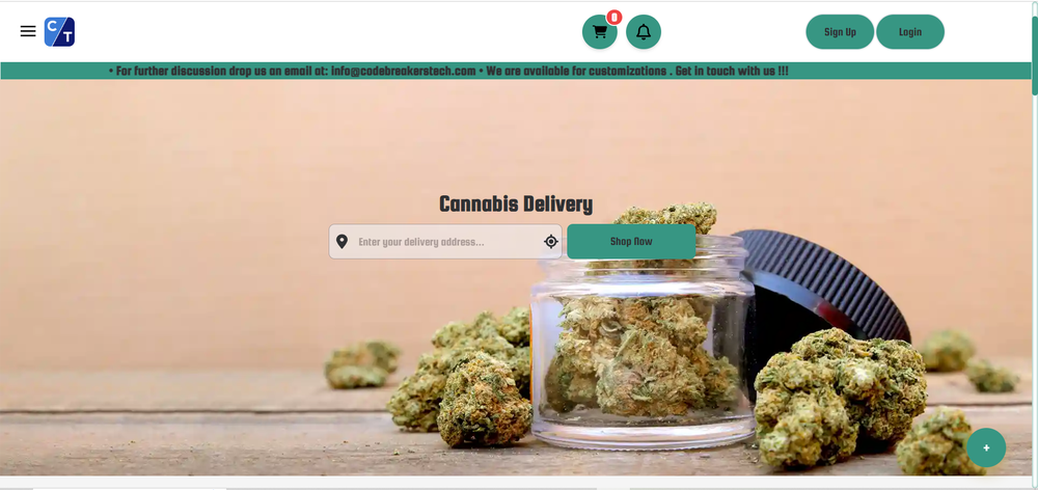 C
T
0
Sign Up
Login
• For further discussion drop us an email at: info@codebreakerstech.com • We are available for customizations . Get in touch with us !!!
Cannabis Delivery
Enter your delivery address...
Shop Now
+